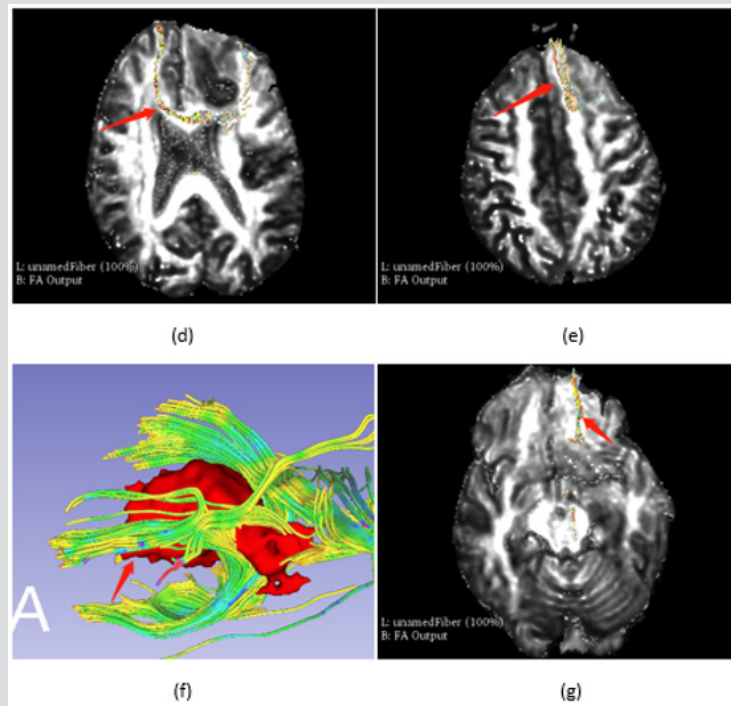 L: unamedFiber (100%)
B: FA Output
L: unamedFiber (100%)
B: FA Output
(d)
(e)
A
L: unamedFiber (100%)
B: FA Output
(f)
(g)